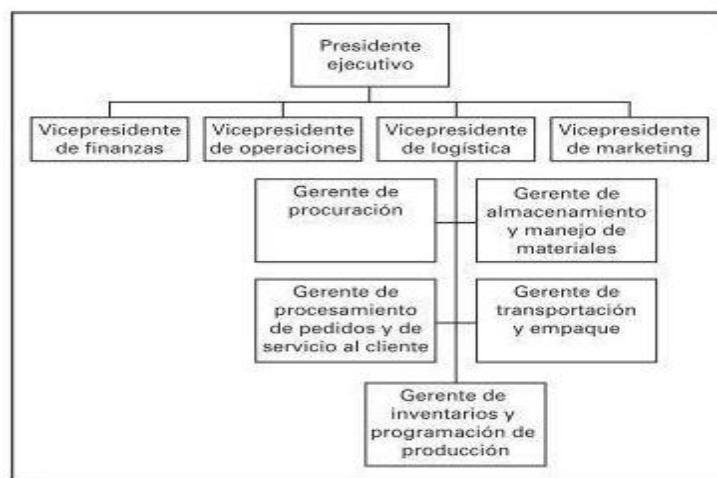 Presidente
ejecutivo
Vicepresidente
de finanzas
Vicepresidente
de operaciones
Vicepresidente
de logística
Vicepresidente
de marketing
Gerente de
procuración
Gerente de
almacenamiento
y manejo de
materiales
Gerente de
procesamiento
de pedidos y de
servicio al cliente
Gerente de
transportación
y empaque
Gerente de
inventarios y
programación de
producción